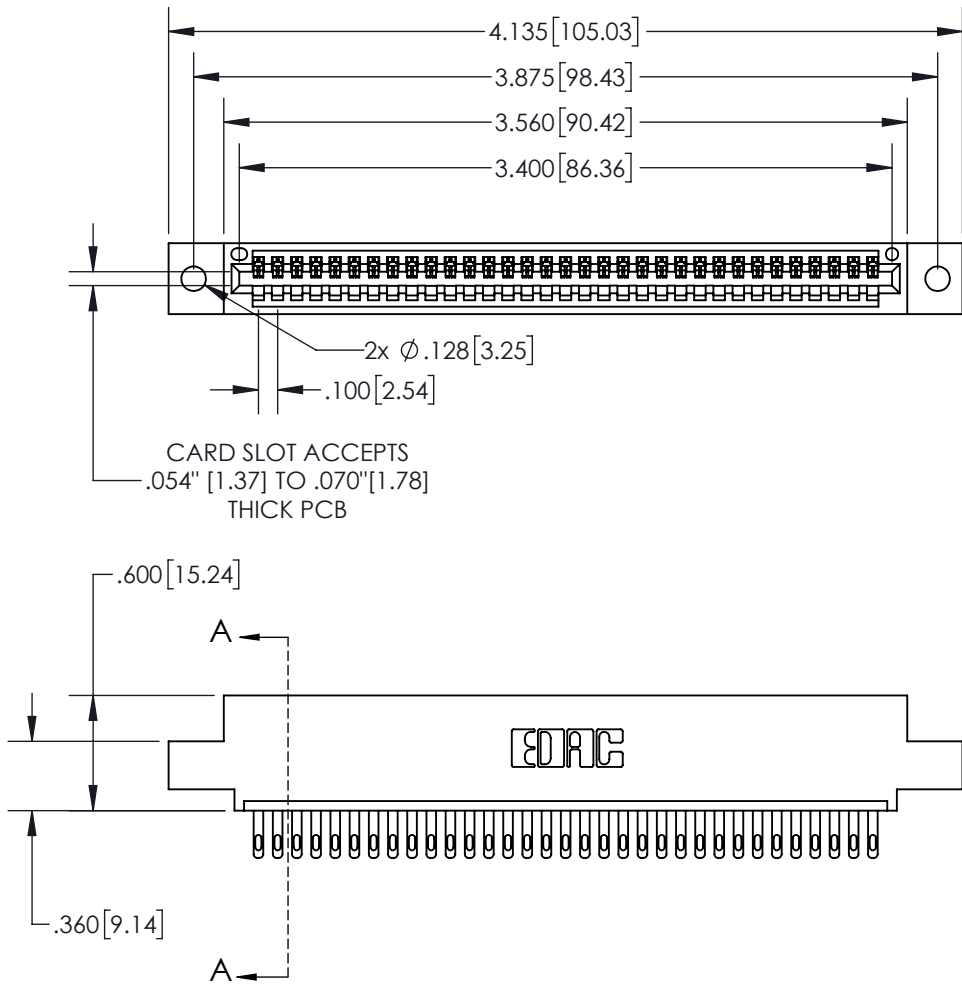 4.135[105.03]
3.875[98.43]
3.560[90.42]
3.400[86.36]
2x Ø.128[3.25]
.100[2.54]
CARD SLOT ACCEPTS
.054" [1.37] TO .070"[1.78]
THICK PCB
.600[15.24]
A
EDAC
.360[9.14]
A